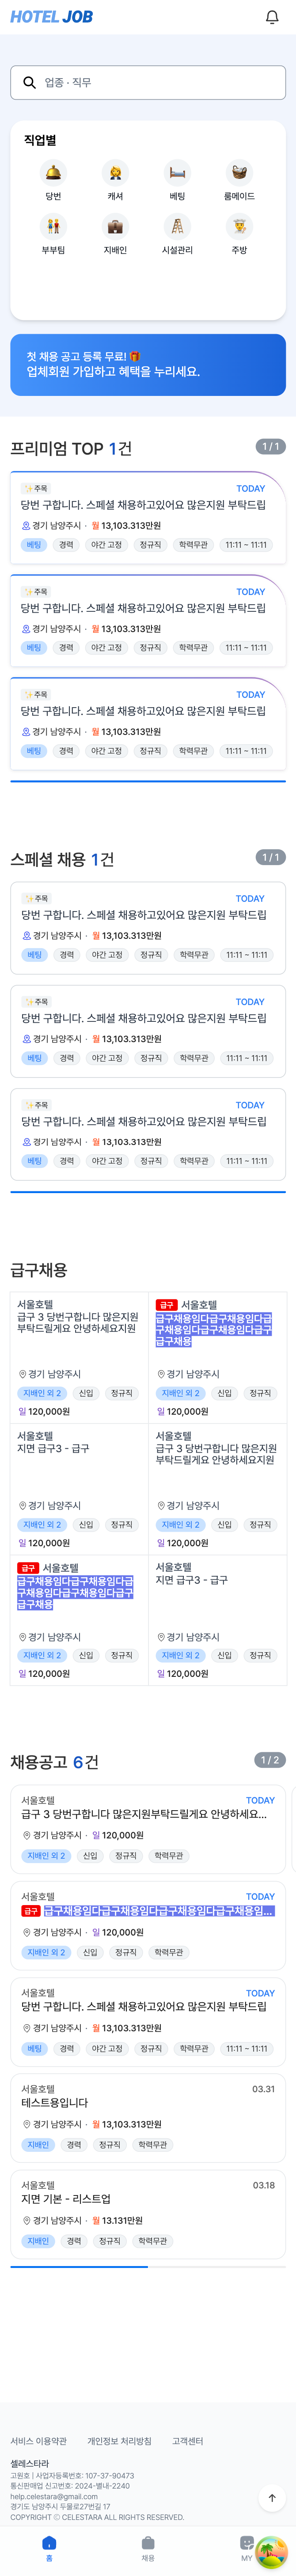 HOTEL JOB
업종 · 직무
직업별
당번 캐셔 베팅 룸메이드
부부팀 지배인 시설관리 주방
첫 채용 공고 등록 무료! 🎁
업체회원 가입하고 혜택을 누리세요.
프리미엄 TOP 1건 1 / 1
✨주목 TODAY
당번 구합니다. 스페셜 채용하고있어요 많은지원 부탁드립
경기 남양주시 · 월 13,103.313만원
베팅 경력 야간 고정 정규직 학력무관 11:11 ~ 11:11
✨주목 TODAY
당번 구합니다. 스페셜 채용하고있어요 많은지원 부탁드립
경기 남양주시 · 월 13,103.313만원
베팅 경력 야간 고정 정규직 학력무관 11:11 ~ 11:11
✨주목 TODAY
당번 구합니다. 스페셜 채용하고있어요 많은지원 부탁드립
경기 남양주시 · 월 13,103.313만원
베팅 경력 야간 고정 정규직 학력무관 11:11 ~ 11:11
스페셜 채용 1건 1 / 1
✨주목 TODAY
당번 구합니다. 스페셜 채용하고있어요 많은지원 부탁드립
경기 남양주시 · 월 13,103.313만원
베팅 경력 야간 고정 정규직 학력무관 11:11 ~ 11:11
✨주목 TODAY
당번 구합니다. 스페셜 채용하고있어요 많은지원 부탁드립
경기 남양주시 · 월 13,103.313만원
베팅 경력 야간 고정 정규직 학력무관 11:11 ~ 11:11
✨주목 TODAY
당번 구합니다. 스페셜 채용하고있어요 많은지원 부탁드립
경기 남양주시 · 월 13,103.313만원
베팅 경력 야간 고정 정규직 학력무관 11:11 ~ 11:11
급구채용
서울호텔
급구 3 당번구합니다 많은지원
부탁드릴게요 안녕하세요지원
경기 남양주시
지배인 외 2 신입 정규직
일 120,000원
급구 서울호텔
급구채용임다급구채용임다급
구채용임다급구채용임다급구
급구채용
경기 남양주시
지배인 외 2 신입 정규직
일 120,000원
서울호텔
지면 급구3 - 급구
경기 남양주시
지배인 외 2 신입 정규직
일 120,000원
서울호텔
급구 3 당번구합니다 많은지원
부탁드릴게요 안녕하세요지원
경기 남양주시
지배인 외 2 신입 정규직
일 120,000원
급구 서울호텔
급구채용임다급구채용임다급
구채용임다급구채용임다급구
급구채용
경기 남양주시
지배인 외 2 신입 정규직
일 120,000원
서울호텔
지면 급구3 - 급구
경기 남양주시
지배인 외 2 신입 정규직
일 120,000원
채용공고 6건 1 / 2
서울호텔 TODAY
급구 3 당번구합니다 많은지원부탁드릴게요 안녕하세요...
경기 남양주시 · 일 120,000원
지배인 외 2 신입 정규직 학력무관
서울호텔 TODAY
급구 급구채용임다급구채용임다급구채용임다급구채용임...
경기 남양주시 · 일 120,000원
지배인 외 2 신입 정규직 학력무관
서울호텔 TODAY
당번 구합니다. 스페셜 채용하고있어요 많은지원 부탁드립
경기 남양주시 · 월 13,103.313만원
베팅 경력 야간 고정 정규직 학력무관 11:11 ~ 11:11
서울호텔 03.31
테스트용입니다
경기 남양주시 · 월 13,103.313만원
지배인 경력 정규직 학력무관
서울호텔 03.18
지면 기본 - 리스트업
경기 남양주시 · 월 13.131만원
지배인 경력 정규직 학력무관
서비스 이용약관 개인정보 처리방침 고객센터
셀레스타라
고원호 | 사업자등록번호: 107-37-90473
통신판매업 신고번호: 2024-별내-2240
help.celestara@gmail.com
경기도 남양주시 두물로27번길 17
COPYRIGHT ⓒ CELESTARA ALL RIGHTS RESERVED.
홈 채용 MY